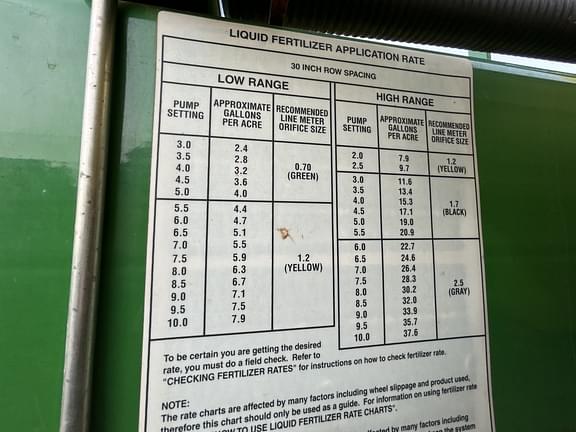 LIQUID FERTILIZER APPLICATION RATE
30 INCH ROW SPACING
LOW RANGE
PUMP SETTING APPROXIMATE GALLONS PER ACRE RECOMMENDED LINE METER ORIFICE SIZE
3.0 2.4
3.5 2.8
4.0 3.2
4.5 3.6
5.0 4.0
0.70
(GREEN)
5.5 4.4
6.0 4.7
6.5 5.1
7.0 5.5
7.5 5.9
8.0 6.3
8.5 6.7
9.0 7.1
9.5 7.5
10.0 7.9
1.2
(YELLOW)
HIGH RANGE
PUMP SETTING APPROXIMATE GALLONS PER ACRE RECOMMENDED LINE METER ORIFICE SIZE
2.0 7.9
2.5 9.7
1.2
(YELLOW)
3.0 11.6
3.5 13.4
4.0 15.3
4.5 17.1
5.0 19.0
5.5 20.9
1.7
(BLACK)
6.0 22.7
6.5 24.6
7.0 26.4
7.5 28.3
8.0 30.2
8.5 32.0
9.0 33.9
9.5 35.7
10.0 37.6
2.5
(GRAY)
To be certain you are getting the desired
rate, you must do a field check. Refer to
"CHECKING FERTILIZER RATES" for instructions on how to check fertilizer rate.
NOTE:
The rate charts are affected by many factors including wheel slippage and product used,
therefore this chart should only be used as a guide. For information on using fertilizer rate
TO USE LIQUID FERTILIZER RATE CHARTS".
affected by many factors including
the system